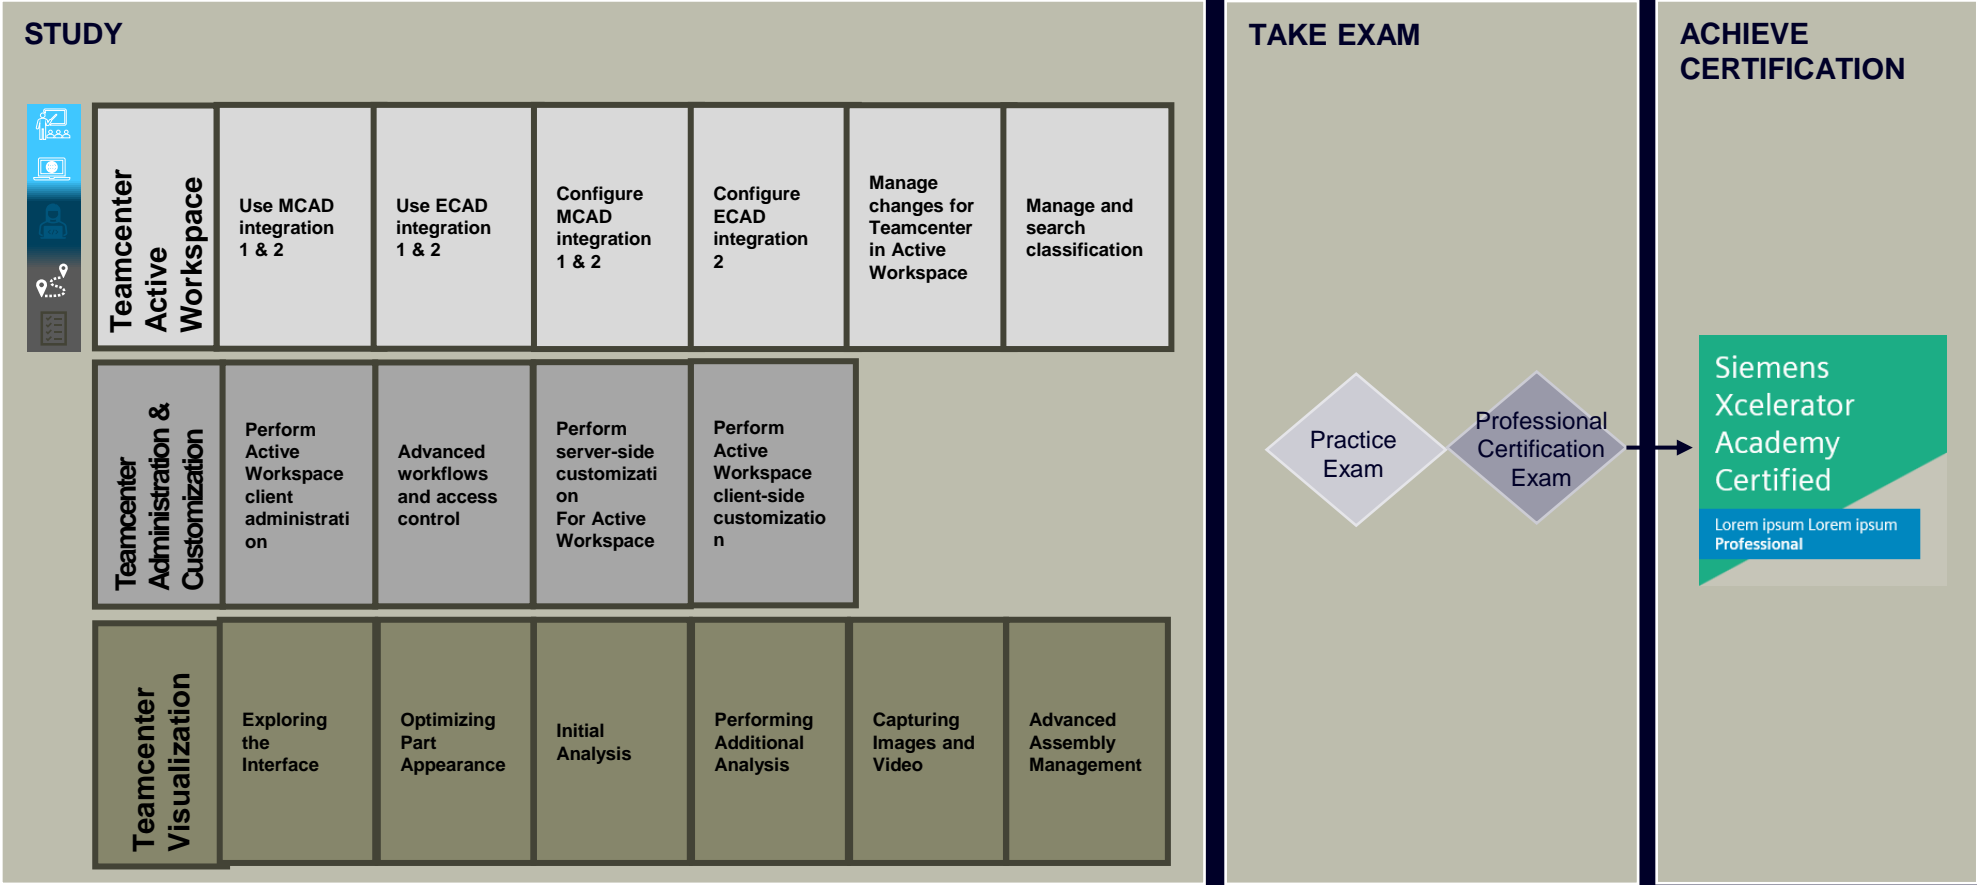 STUDY
Teamcenter
Active
Workspace
Use MCAD
integration
1 & 2
Use ECAD
integration
1 & 2
Configure
MCAD
integration
1 & 2
Configure
ECAD
integration
2
Manage
changes for
Teamcenter
in Active
Workspace
Manage and
search
classification
Teamcenter
Administration &
Customization
Perform
Active
Workspace
client
administrati
on
Advanced
workflows
and access
control
Perform
server-side
customizati
on
For Active
Workspace
Perform
Active
Workspace
client-side
customizatio
n
Teamcenter
Visualization
Exploring
the
Interface
Optimizing
Part
Appearance
Initial
Analysis
Performing
Additional
Analysis
Capturing
Images and
Video
Advanced
Assembly
Management
TAKE EXAM
Practice
Exam
Professional
Certification
Exam
ACHIEVE
CERTIFICATION
Siemens
Xcelerator
Academy
Certified
Lorem ipsum Lorem ipsum
Professional